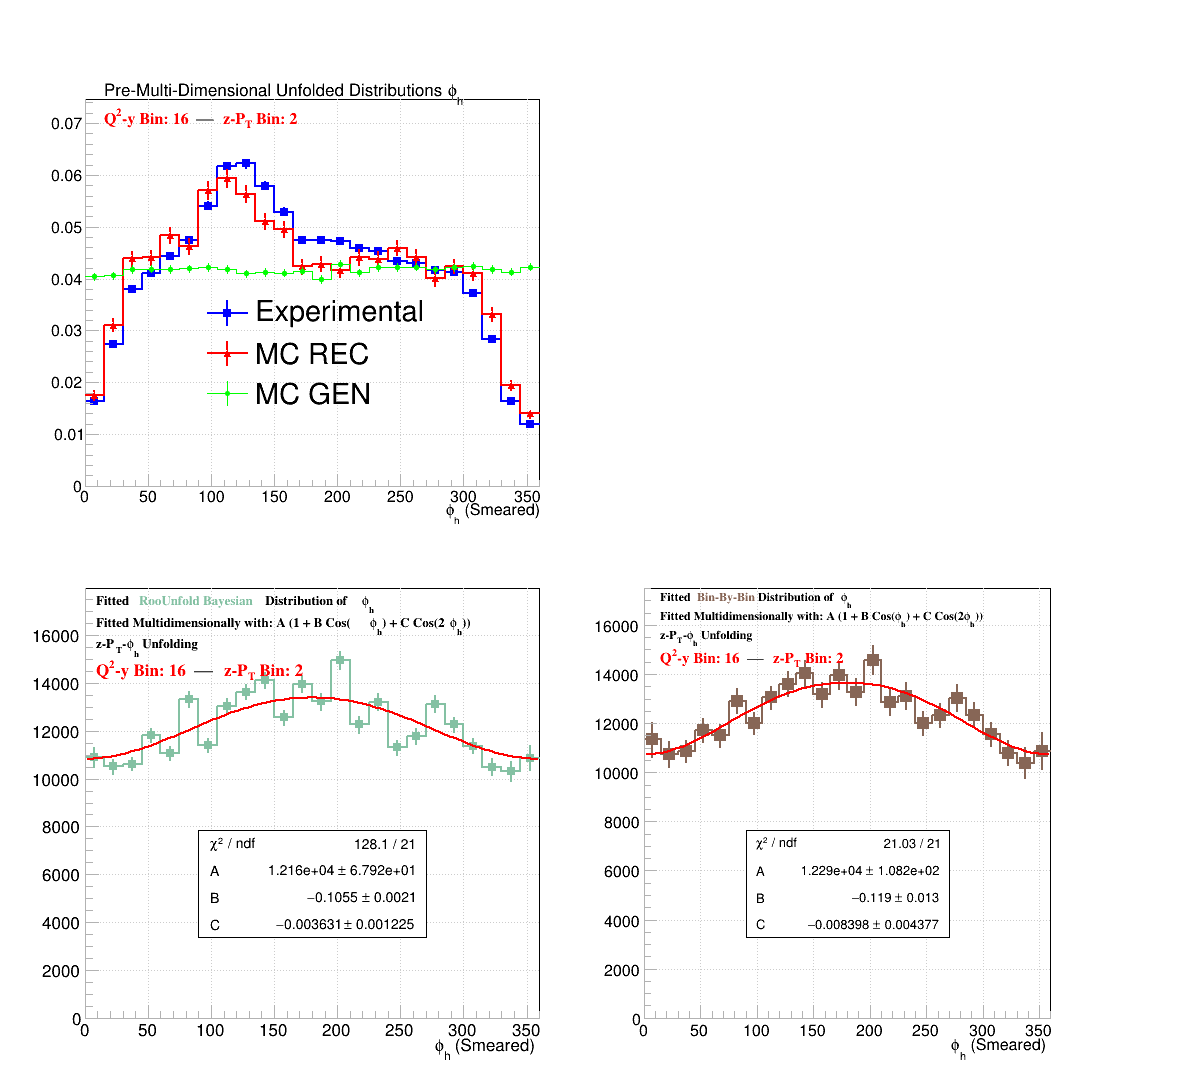 Pre-Multi-Dimensional Unfolded Distributions ϕh
Q²-y Bin: 16 — z-PT Bin: 2
0.07
0.06
0.05
0.04
0.03
0.02
0.01
0
Experimental
MC REC
MC GEN
0 50 100 150 200 250 300 350
ϕh (Smeared)
Fitted RooUnfold Bayesian Distribution of ϕh
Fitted Multidimensionally with: A (1 + B Cos( ϕh) + C Cos(2 ϕh))
z-PT-ϕh Unfolding
Q²-y Bin: 16 — z-PT Bin: 2
16000
14000
12000
10000
8000
6000
4000
2000
0
χ² / ndf 128.1 / 21
A 1.216e+04 ± 6.792e+01
B −0.1055 ± 0.0021
C −0.003631 ± 0.001225
0 50 100 150 200 250 300 350
ϕh (Smeared)
Fitted Bin-By-Bin Distribution of ϕh
Fitted Multidimensionally with: A (1 + B Cos(ϕh) + C Cos(2ϕh))
z-PT-ϕh Unfolding
Q²-y Bin: 16 — z-PT Bin: 2
16000
14000
12000
10000
8000
6000
4000
2000
0
χ² / ndf 21.03 / 21
A 1.229e+04 ± 1.082e+02
B −0.119 ± 0.013
C −0.008398 ± 0.004377
0 50 100 150 200 250 300 350
ϕh (Smeared)